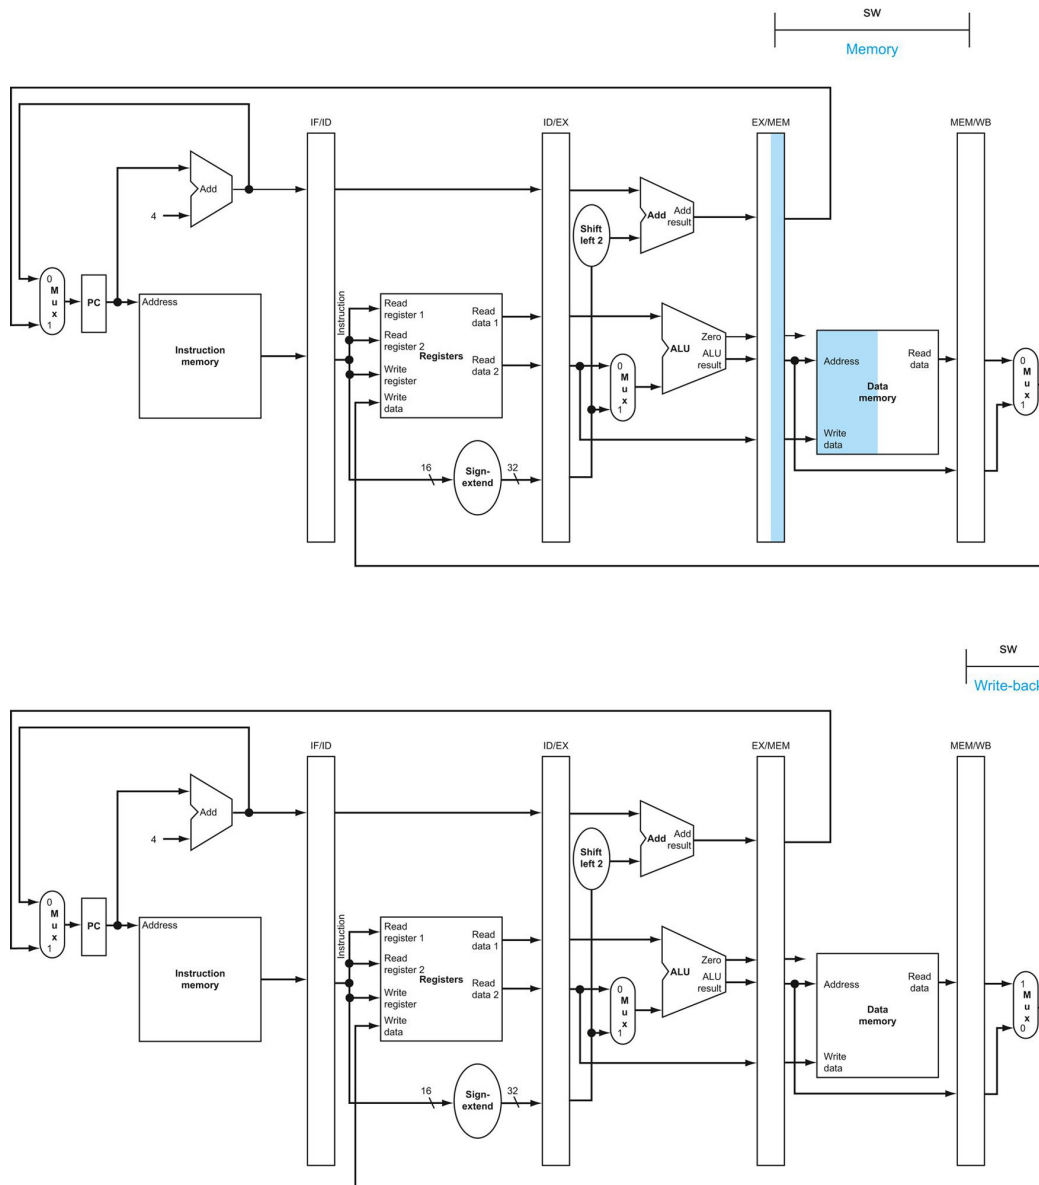 sw
Memory
IF/ID
ID/EX
EX/MEM
MEM/WB
Add
4
Shift
left 2
Add
Add
result
0
M
u
x
1
PC
Address
Instruction
memory
Instruction
Read
register 1
Read
register 2
Write
register
Write
data
Registers
Read
data 1
Read
data 2
16
Sign-
extend
32
0
M
u
x
1
ALU
Zero
ALU
result
Address
Write
data
Data
memory
Read
data
0
M
u
x
1
sw
Write-back
IF/ID
ID/EX
EX/MEM
MEM/WB
Add
4
Shift
left 2
Add
Add
result
0
M
u
x
1
PC
Address
Instruction
memory
Instruction
Read
register 1
Read
register 2
Write
register
Write
data
Registers
Read
data 1
Read
data 2
16
Sign-
extend
32
0
M
u
x
1
ALU
Zero
ALU
result
Address
Write
data
Data
memory
Read
data
1
M
u
x
0